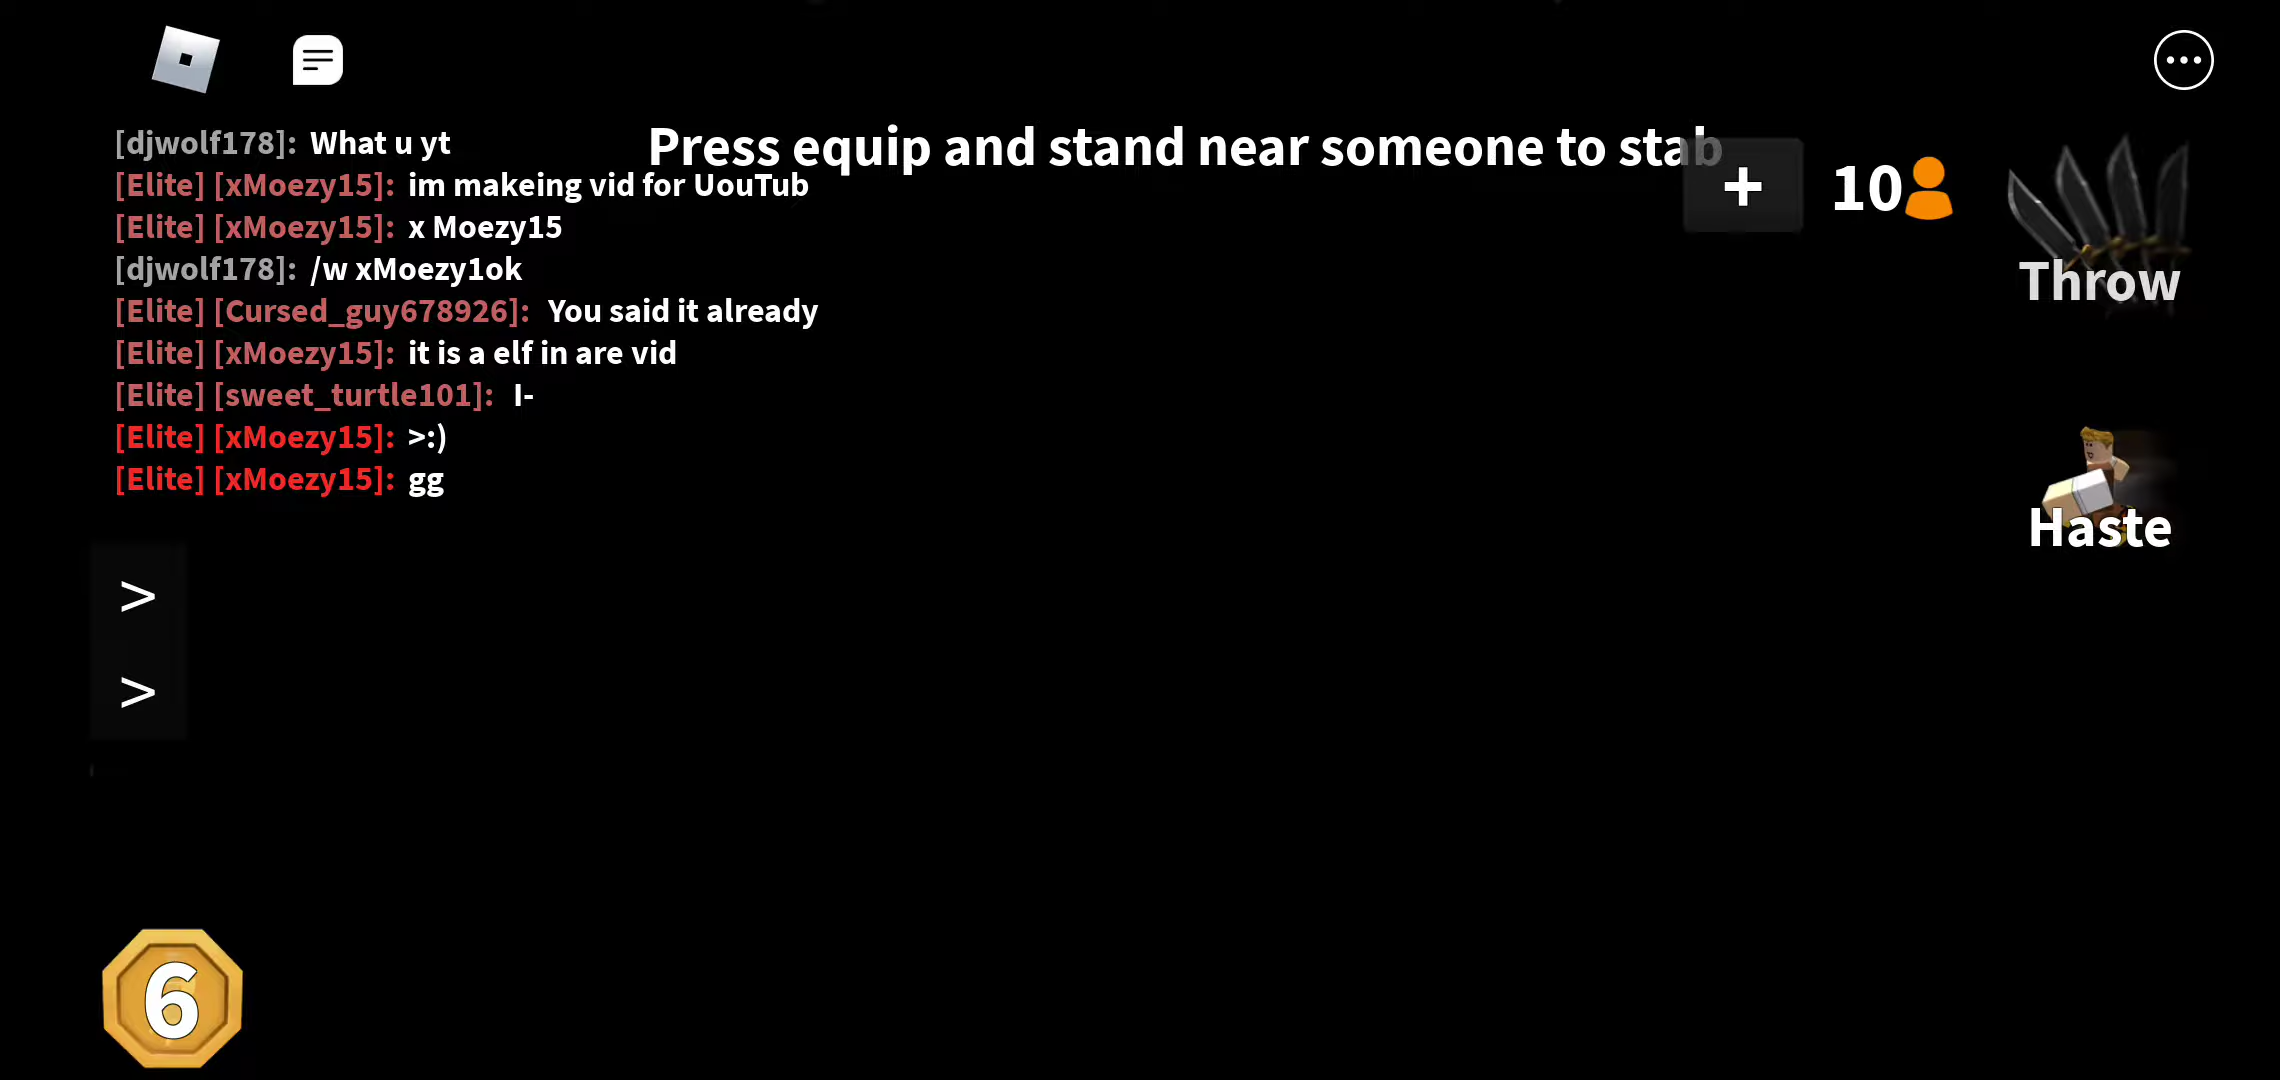 [djwolf178]: What u yt
Press equip and stand near someone to stab
+
10
[Elite] [xMoezy15]: im makeing vid for UouTub
[Elite] [xMoezy15]: x Moezy15
[djwolf178]: /w xMoezy1ok
Throw
[Elite] [Cursed_guy678926]: You said it already
[Elite] [xMoezy15]: it is a elf in are vid
[Elite] [sweet_turtle101]: I-
[Elite] [xMoezy15]: >:)
[Elite] [xMoezy15]: gg
Haste
>
>
6